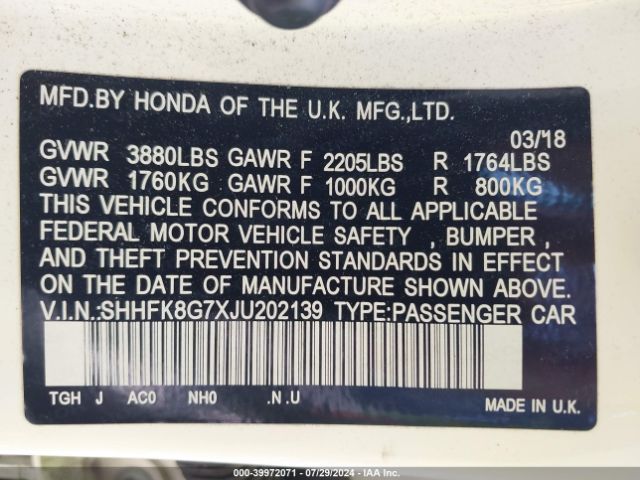 MFD.BY HONDA OF THE U.K. MFG.,LTD.
03/'18
GVWR 3880LBS GAWR F 2205LBS R 1764LBS
GVWR 1760KG GAWR F 1000KG R 800KG
THIS VEHICLE CONFORMS TO ALL APPLICABLE
FEDERAL MOTOR VEHICLE SAFETY , BUMPER ,
AND THEFT PREVENTION STANDARDS IN EFFECT
ON THE DATE OF MANUFACTURE SHOWN ABOVE.
V.I.N.:SHHFK8G7XJU202139 TYPE:PASSENGER CAR
TGH J AC0 NH0 .N .U MADE IN U.K.
000-39972071 - 07/29/2024 - IAA Inc.